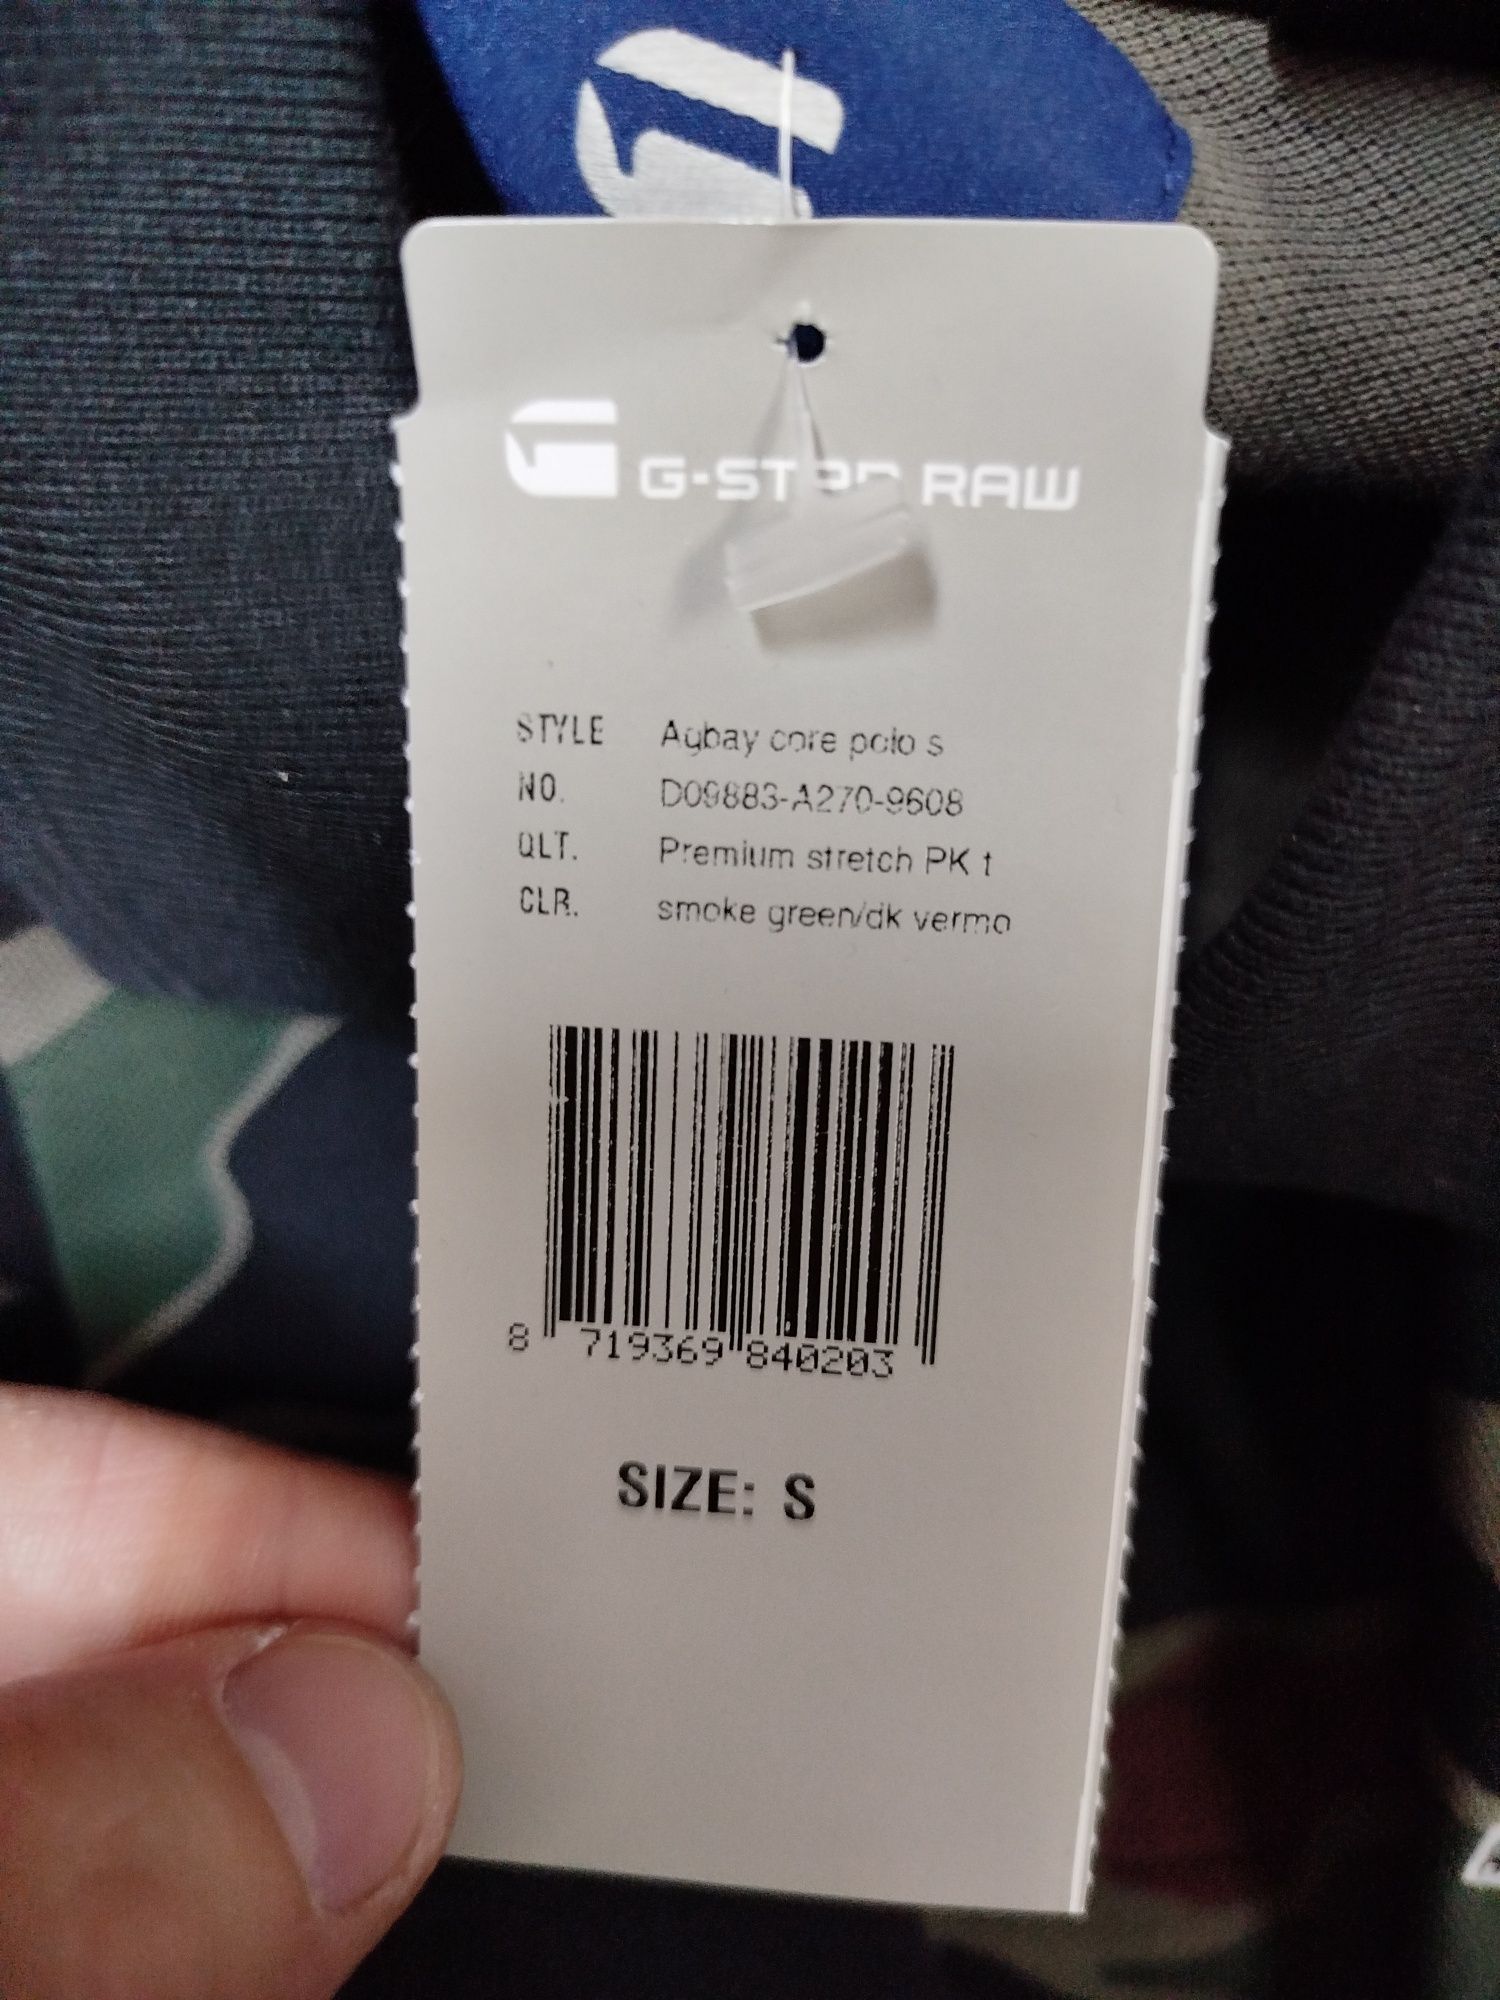 G-STAR RAW
STYLE Aqbay core polo s
NO. D09883-A270-9608
QLT. Premium stretch PK t
CLR. smoke green/dk vermo
8 719369 840203
SIZE: S